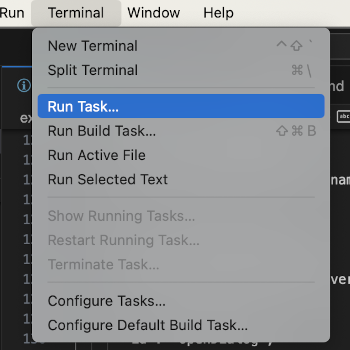 Run Terminal Window Help
New Terminal ⌃⇧`
Split Terminal ⌘\
Run Task...
Run Build Task... ⇧⌘B
Run Active File
Run Selected Text
Show Running Tasks...
Restart Running Task...
Terminate Task...
Configure Tasks...
Configure Default Build Task...